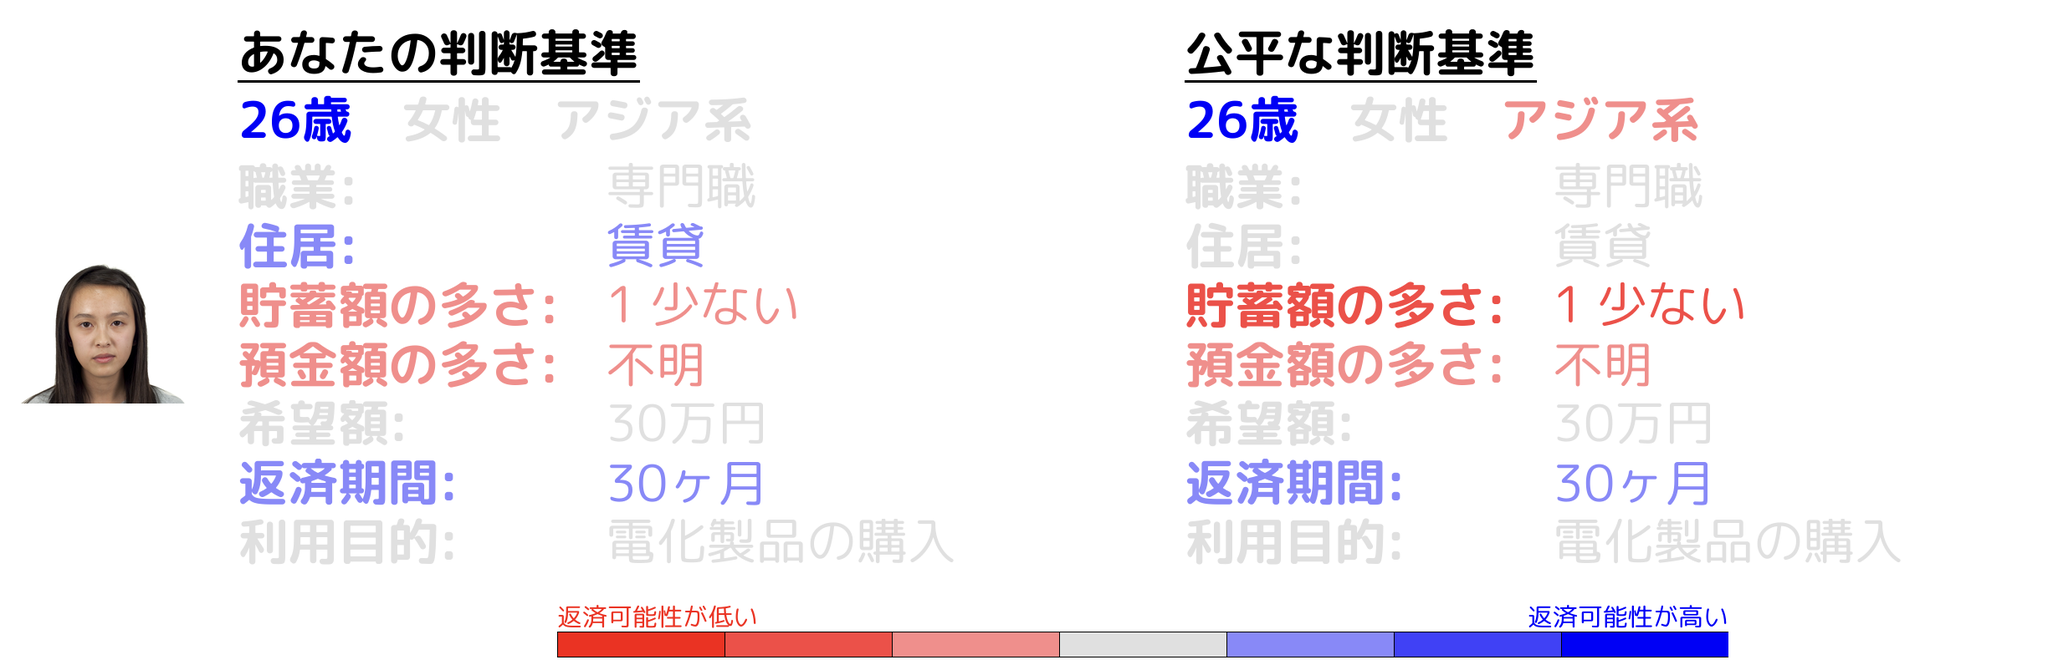 あなたの判断基準
26歳 女性 アジア系
職業: 専門職
住居: 賃貸
貯蓄額の多さ: 1 少ない
預金額の多さ: 不明
希望額: 30万円
返済期間: 30ヶ月
利用目的: 電化製品の購入
公平な判断基準
26歳 女性 アジア系
職業: 専門職
住居: 賃貸
貯蓄額の多さ: 1 少ない
預金額の多さ: 不明
希望額: 30万円
返済期間: 30ヶ月
利用目的: 電化製品の購入
返済可能性が低い
返済可能性が高い